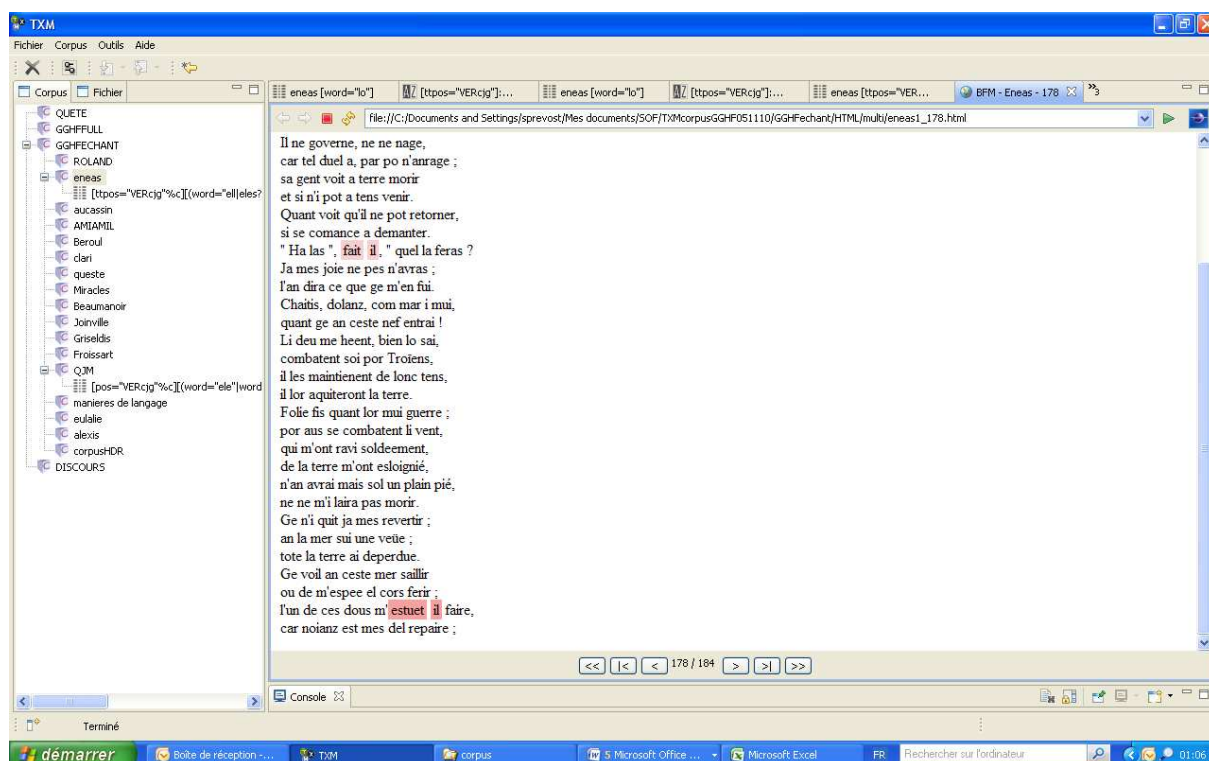 TXM
Fichier Corpus Outils Aide
Corpus Fichier
QUETE
GGHFFULL
GGHFECHANT
ROLAND
eneas
[ttpos="VERcjg"%c][(word="ell|eles?
aucassin
AMIAMIL
Beroul
clari
queste
Miracles
Beaumanoir
Joinville
Griseldis
Froissart
QJM
[pos="VERcjg"%c][(word="ele"|word
manieres de langage
eulalie
alexis
corpusHDR
DISCOURS
eneas [word="lo"] [ttpos="VERcjg"]:... eneas [word="lo"] [ttpos="VERcjg"]:... eneas [ttpos="VER... BFM - Eneas - 178 »3
file://C:/Documents and Settings/sprevost/Mes documents/SOF/TXMcorpusGGHF051110/GGHFechant/HTML/multi/eneas1_178.html
Il ne governe, ne ne nage,
car tel duel a, par po n'anrage ;
sa gent voit a terre morir
et si n'i pot a tens venir.
Quant voit qu'il ne pot retorner,
si se comance a demanter.
" Ha las ", fait il, " quel la feras ?
Ja mes joie ne pes n'avras ;
l'an dira ce que ge m'en fui.
Chaitis, dolanz, com mar i mui,
quant ge an ceste nef entrai !
Li deu me heent, bien lo sai,
combatent soi por Troïens,
il les maintienent de lonc tens,
il lor aquiteront la terre.
Folie fis quant lor mui guerre ;
por aus se combatent li vent,
qui m'ont ravi soldeement,
de la terre m'ont esloignié,
n'an avrai mais sol un plain pié,
ne ne m'i laira pas morir.
Ge n'i quit ja mes revertir ;
an la mer sui une veüe ;
tote la terre ai deperdue.
Ge voil an ceste mer saillir
ou de m'espee el cors ferir ;
l'un de ces dous m' estuet il faire,
car noianz est mes del repaire ;
<< |< < 178 / 184 > >| >>
Console
Terminé
démarrer Boîte de réception -... TXM corpus 5 Microsoft Office ... Microsoft Excel FR Rechercher sur l'ordinateur 01:06